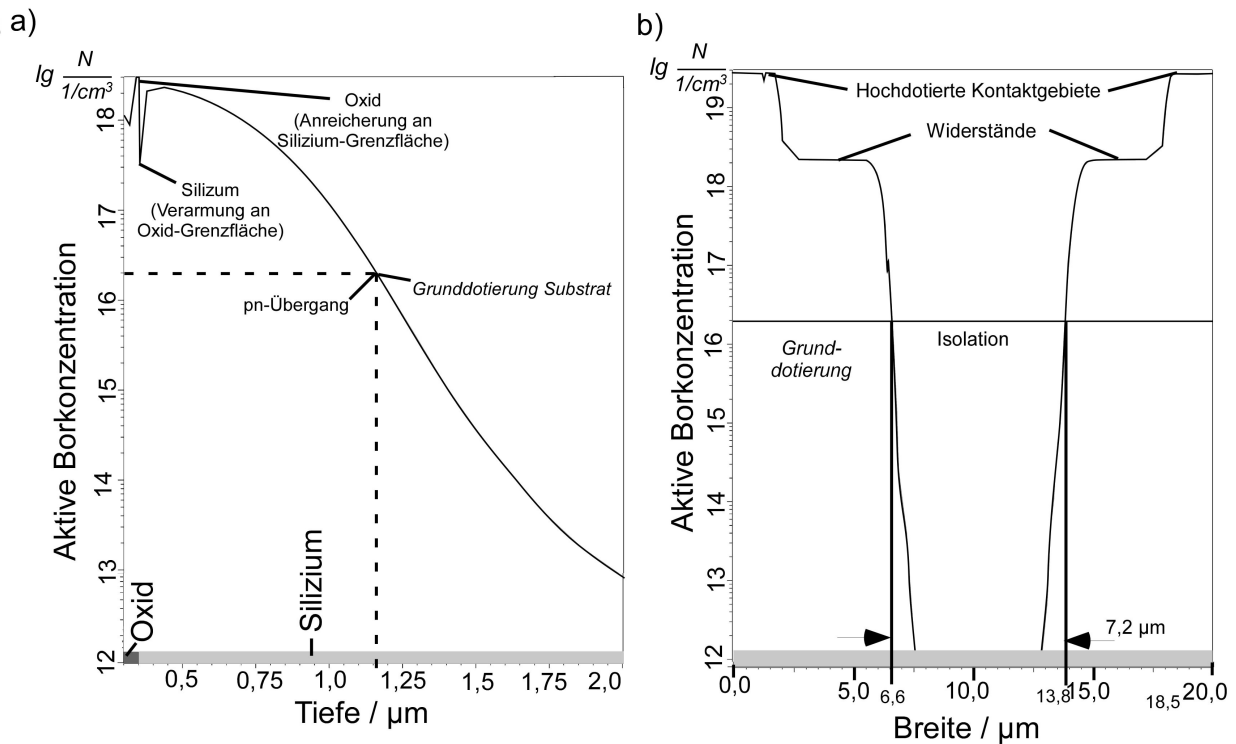 a)
lg N
1/cm³
18
17
16
15
14
13
12
Aktive Borkonzentration
Oxid
(Anreicherung an
Silizium-Grenzfläche)
Silizum
(Verarmung an
Oxid-Grenzfläche)
pn-Übergang
Grunddotierung Substrat
Oxid
Silizium
0,5 0,75 1,0 1,25 1,5 1,75 2,0
Tiefe / µm
b)
lg N
1/cm³
19
18
17
16
15
14
13
12
Aktive Borkonzentration
Hochdotierte Kontaktgebiete
Widerstände
Grund-
dotierung
Isolation
7,2 µm
0,0 5,0 6,6 10,0 13,8 15,0 18,5 20,0
Breite / µm